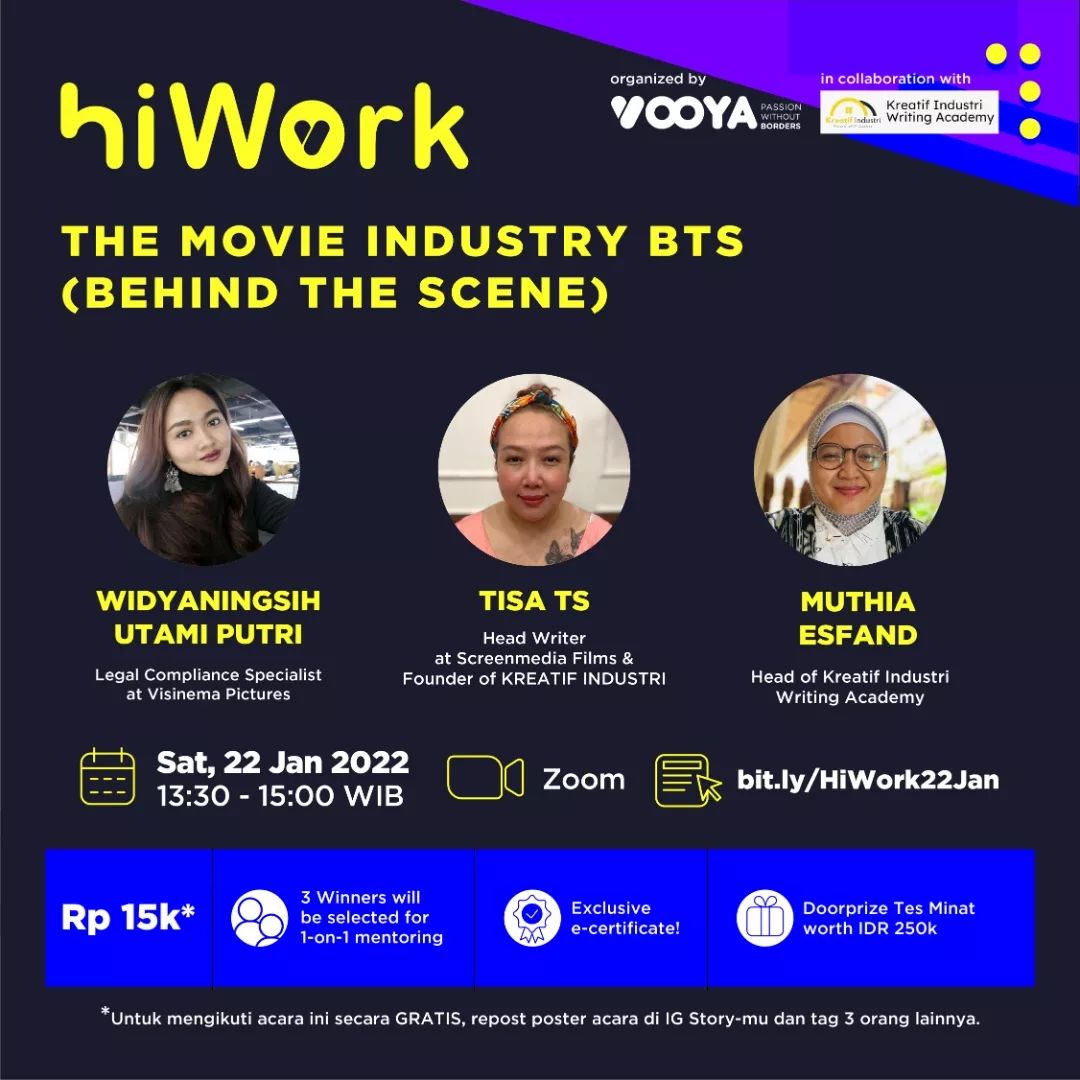 hiWork
organized by
VOOYA PASSION WITHOUT BORDERS
in collaboration with
Kreatif Industri
Kreatif Industri
Writing Academy
THE MOVIE INDUSTRY BTS
(BEHIND THE SCENE)
WIDYANINGSIH
UTAMI PUTRI
Legal Compliance Specialist
at Visinema Pictures
TISA TS
Head Writer
at Screenmedia Films &
Founder of KREATIF INDUSTRI
MUTHIA
ESFAND
Head of Kreatif Industri
Writing Academy
Sat, 22 Jan 2022
13:30 - 15:00 WIB
Zoom
bit.ly/HiWork22Jan
Rp 15k*
3 Winners will
be selected for
1-on-1 mentoring
Exclusive
e-certificate!
Doorprize Tes Minat
worth IDR 250k
*Untuk mengikuti acara ini secara GRATIS, repost poster acara di IG Story-mu dan tag 3 orang lainnya.